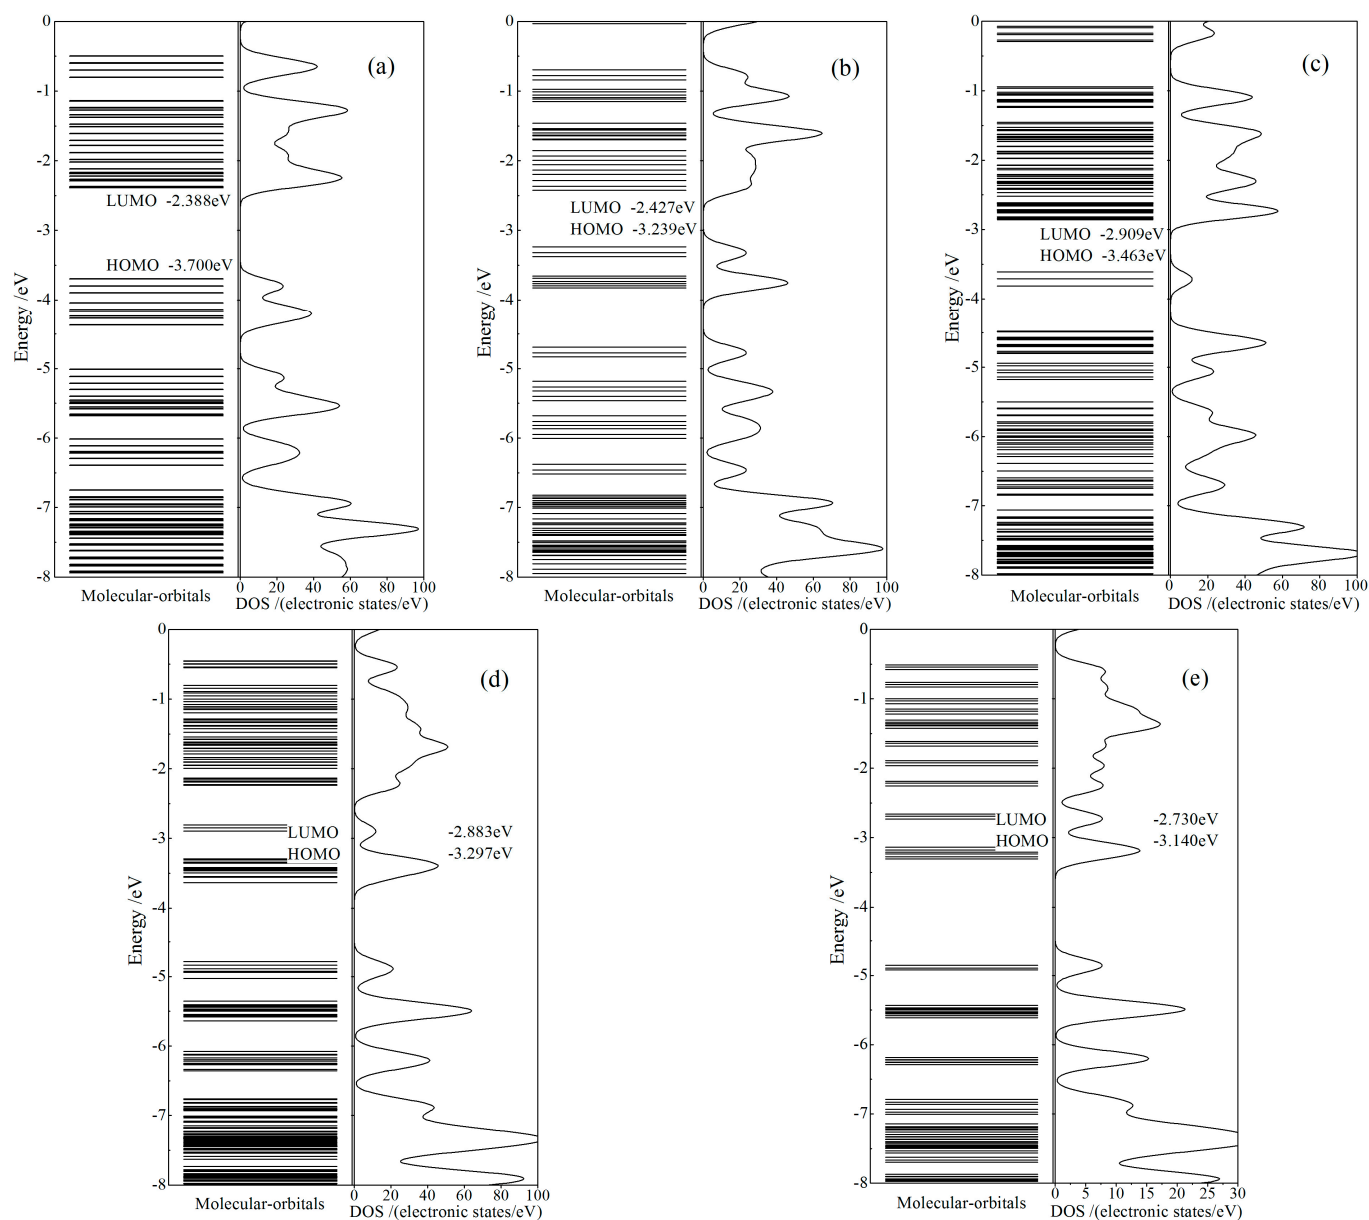 (a)
Energy /eV
0
-1
-2
-3
-4
-5
-6
-7
-8
LUMO -2.388eV
HOMO -3.700eV
0 20 40 60 80 100
Molecular-orbitals
DOS /(electronic states/eV)
(b)
Energy /eV
0
-1
-2
-3
-4
-5
-6
-7
-8
LUMO -2.427eV
HOMO -3.239eV
0 20 40 60 80 100
Molecular-orbitals
DOS /(electronic states/eV)
(c)
Energy /eV
0
-1
-2
-3
-4
-5
-6
-7
-8
LUMO -2.909eV
HOMO -3.463eV
0 20 40 60 80 100
Molecular-orbitals
DOS /(electronic states/eV)
(d)
Energy /eV
0
-1
-2
-3
-4
-5
-6
-7
-8
LUMO -2.883eV
HOMO -3.297eV
0 20 40 60 80 100
Molecular-orbitals
DOS /(electronic states/eV)
(e)
Energy /eV
0
-1
-2
-3
-4
-5
-6
-7
-8
LUMO -2.730eV
HOMO -3.140eV
0 5 10 15 20 25 30
Molecular-orbitals
DOS /(electronic states/eV)